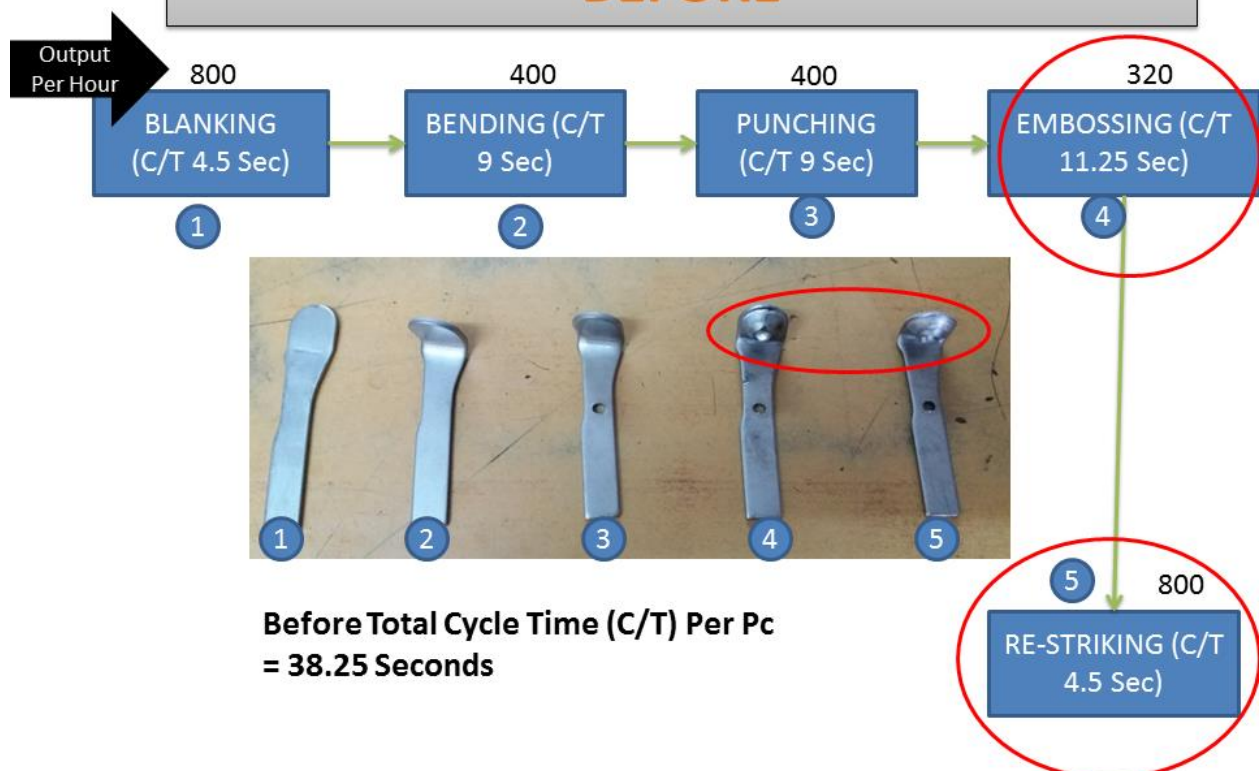 BEFORE
Output
Per Hour
800
400
400
320
BLANKING
(C/T 4.5 Sec)
BENDING (C/T
9 Sec)
PUNCHING
(C/T 9 Sec)
EMBOSSING (C/T
11.25 Sec)
1
2
3
4
1
2
3
4
5
Before Total Cycle Time (C/T) Per Pc
= 38.25 Seconds
5
800
RE-STRIKING (C/T
4.5 Sec)